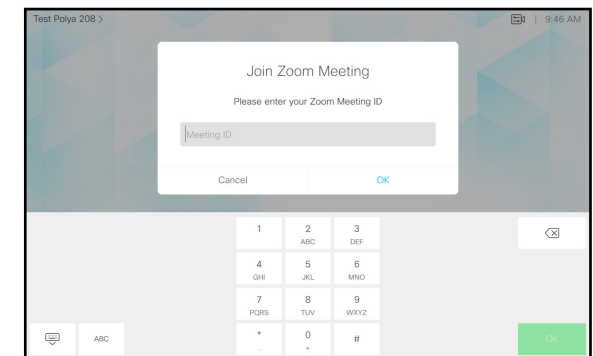 Test Polya 208 >
9:46 AM
Join Zoom Meeting
Please enter your Zoom Meeting ID
Meeting ID
Cancel OK
1 2 3
ABC DEF
4 5 6
GHI JKL MNO
7 8 9
PQRS TUV WXYZ
ABC * 0 # OK
. +